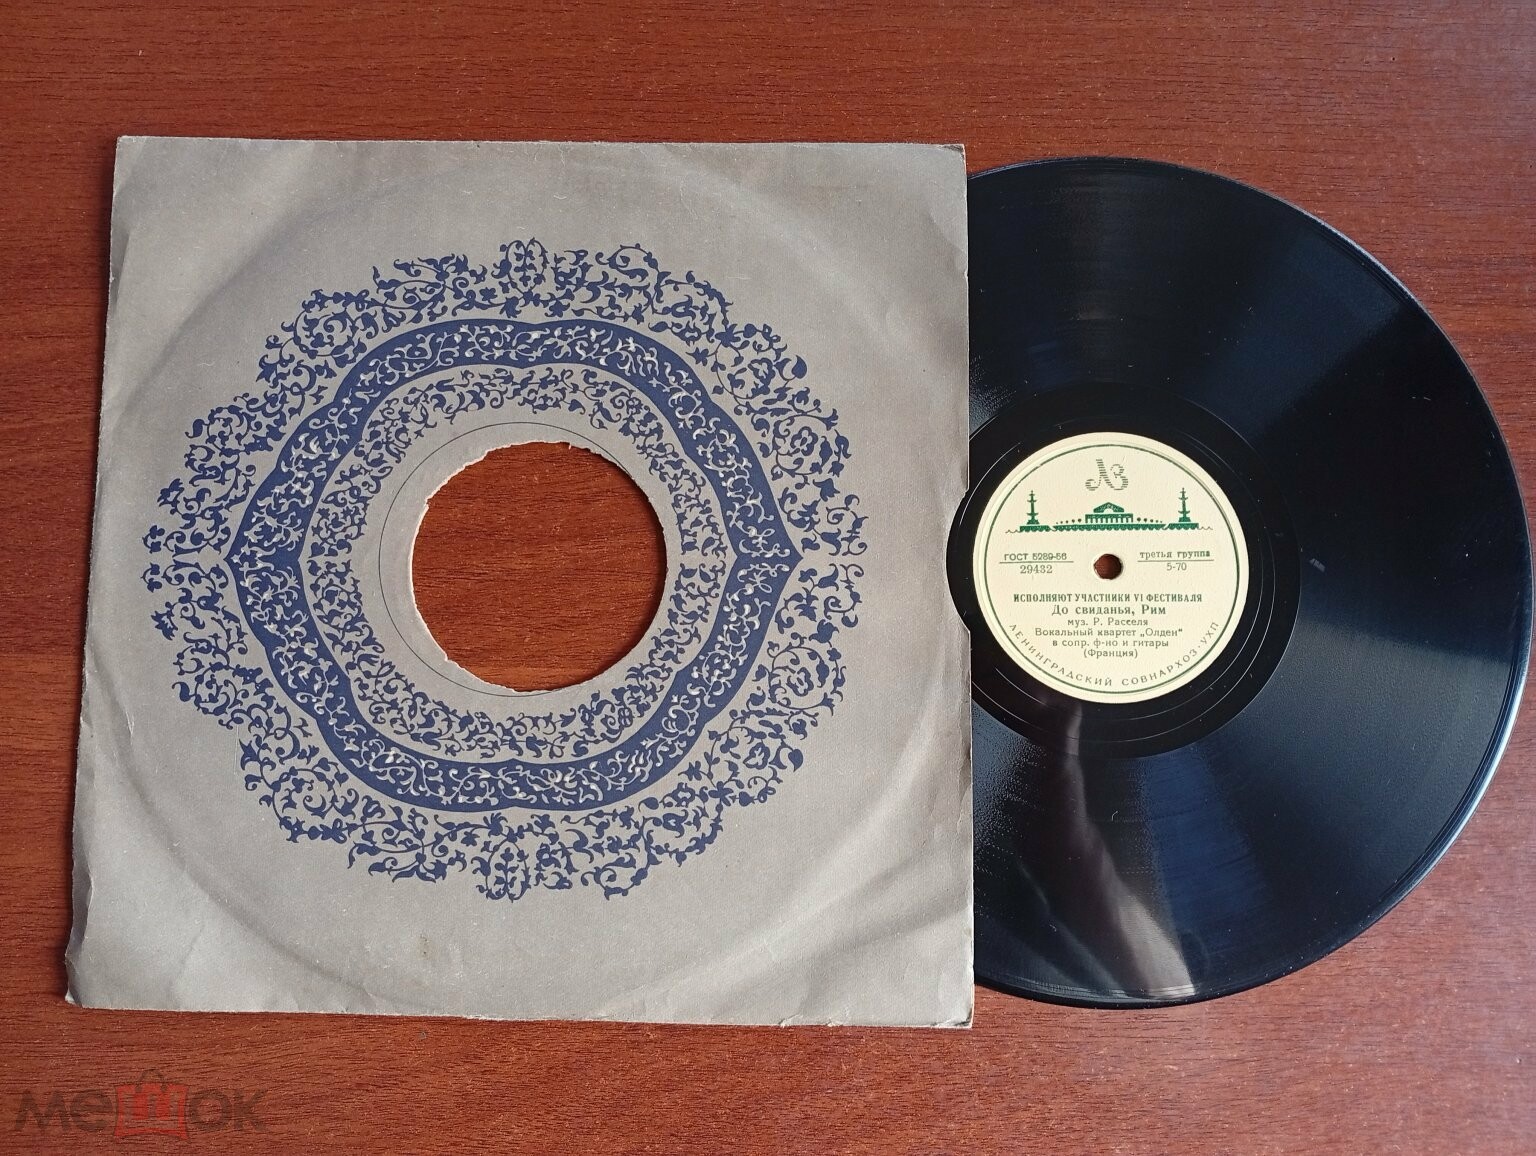 ЛЗ
ГОСТ 5289-56
29432
третья группа
5-70
ИСПОЛНЯЮТ УЧАСТНИКИ VI ФЕСТИВАЛЯ
До свиданья, Рим
муз. Р. Расселя
Вокальный квартет „Олден"
в сопр. ф-но и гитары
(Франция)
ЛЕНИНГРАДСКИЙ СОВНАРХОЗ·УХП
мешок